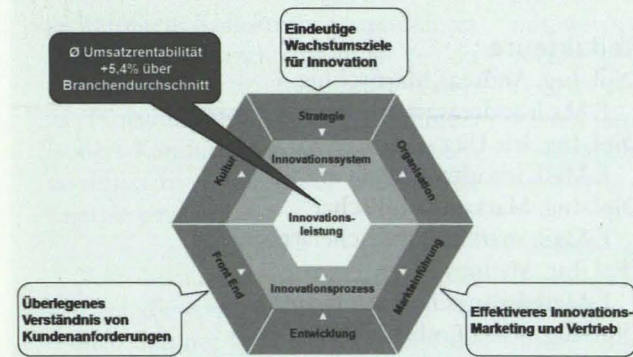 Eindeutige
Wachstumsziele
für Innovation
Ø Umsatzrentabilität
+5,4% über
Branchendurchschnitt
Strategie
Kultur
Innovationssystem
Organisation
Innovations-
leistung
Front End
Innovationsprozess
Markteinführung
Entwicklung
Überlegenes
Verständnis von
Kundenanforderungen
Effektiveres Innovations-
Marketing und Vertrieb